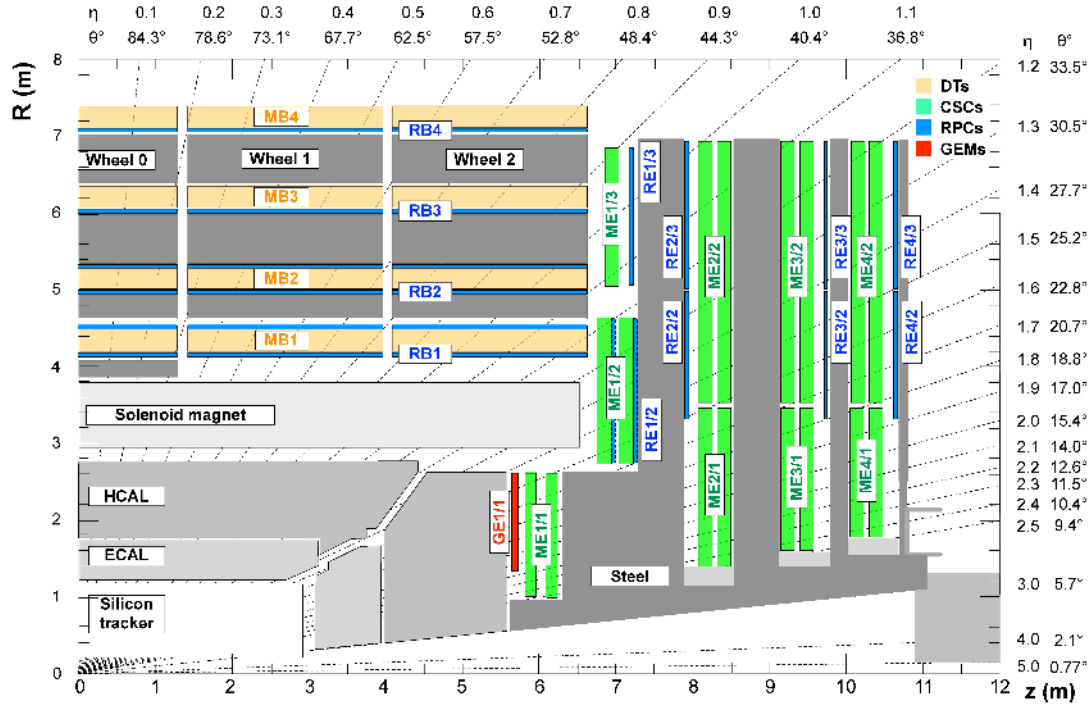 η 0.1 0.2 0.3 0.4 0.5 0.6 0.7 0.8 0.9 1.0 1.1
θ° 84.3° 78.6° 73.1° 67.7° 62.5° 57.5° 52.8° 48.4° 44.3° 40.4° 36.8° η θ°
R (m)
8
7
6
5
4
3
2
1
0
1.2 33.5°
1.3 30.5°
1.4 27.7°
1.5 25.2°
1.6 22.8°
1.7 20.7°
1.8 18.8°
1.9 17.0°
2.0 15.4°
2.1 14.0°
2.2 12.6°
2.3 11.5°
2.4 10.4°
2.5 9.4°
3.0 5.7°
4.0 2.1°
5.0 0.77°
DTs
CSCs
RPCs
GEMs
MB4
RB4
Wheel 0 Wheel 1 Wheel 2
MB3
RB3
MB2
RB2
MB1
RB1
Solenoid magnet
HCAL
ECAL
Silicon
tracker
Steel
GE1/1
ME1/1
ME1/2
ME1/3
RE1/3
RE1/2
RE2/3
RE2/2
ME2/2
ME2/1
ME3/2
ME3/1
RE3/3
RE3/2
ME4/2
ME4/1
RE4/3
RE4/2
0 1 2 3 4 5 6 7 8 9 10 11 12
z (m)